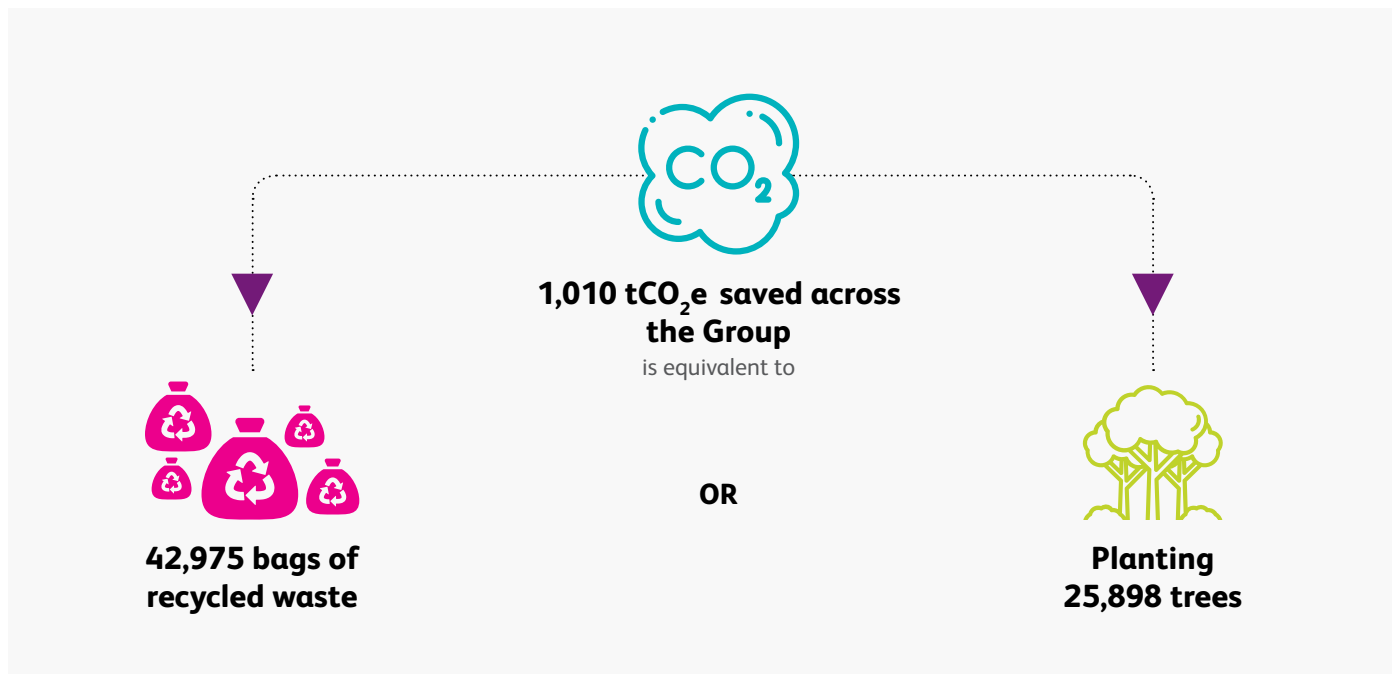 CO₂
1,010 tCO₂e saved across
the Group
is equivalent to
OR
42,975 bags of
recycled waste
Planting
25,898 trees